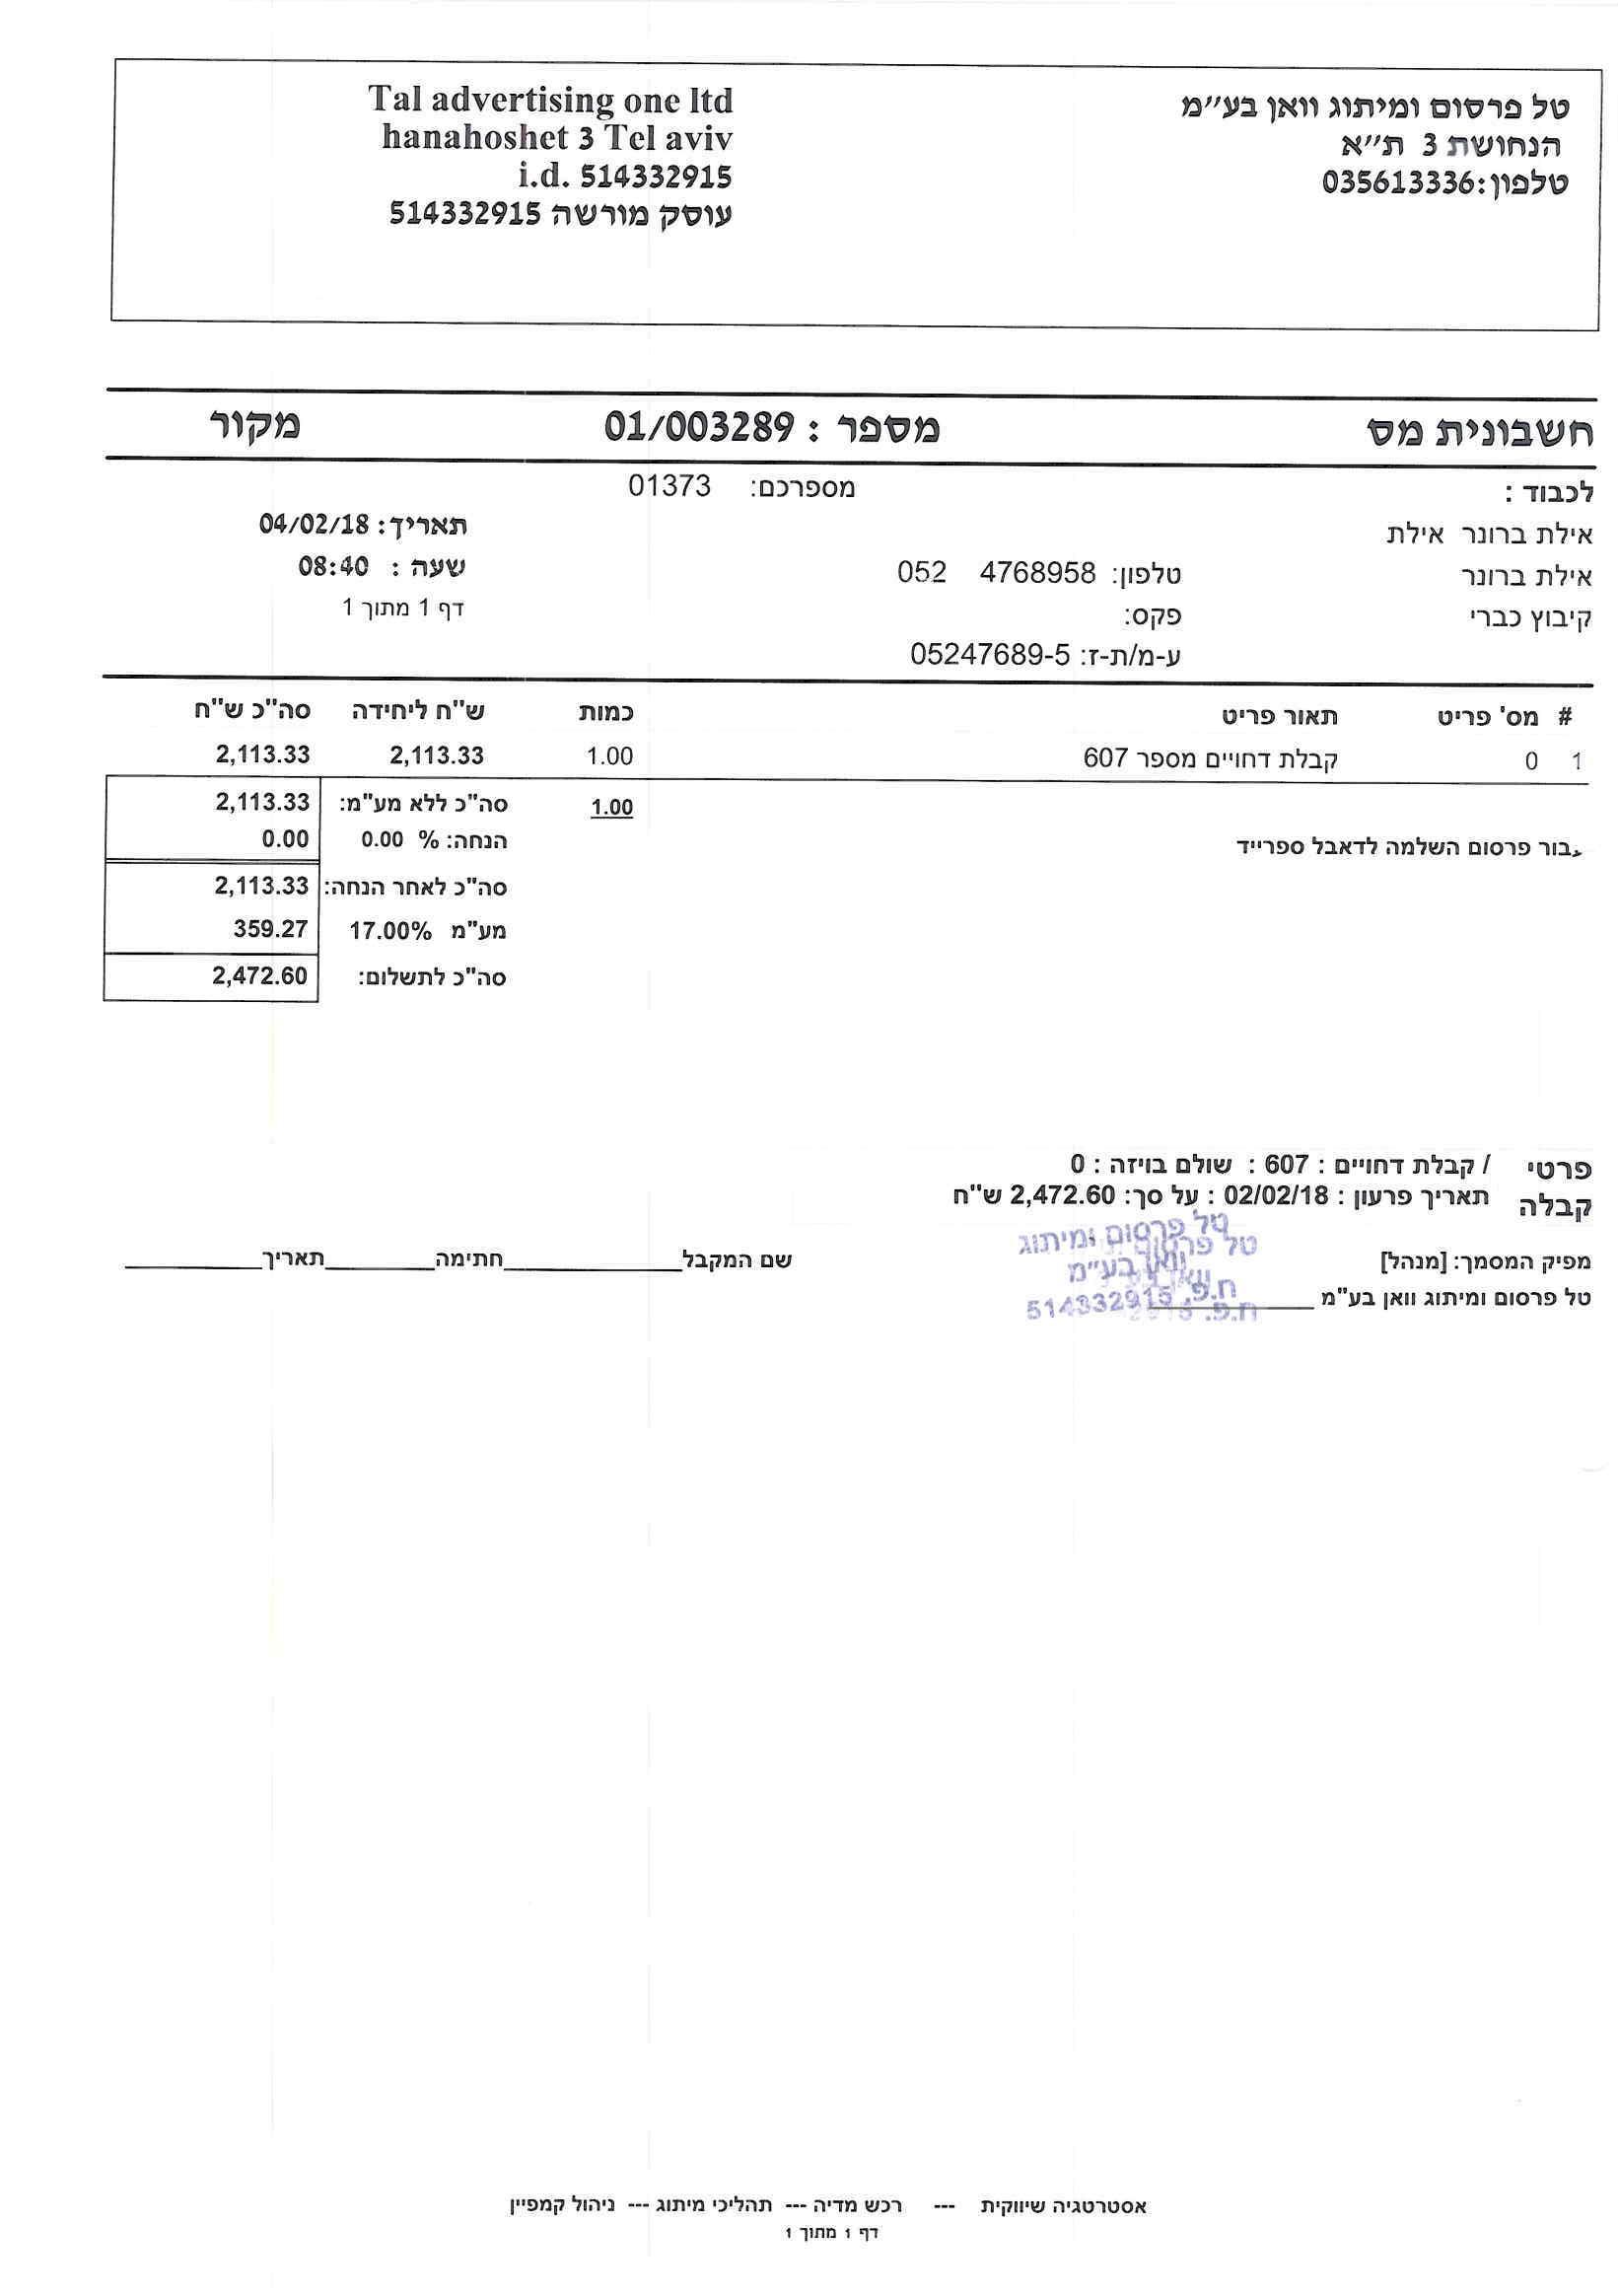 טל פרסום ומיתוג וואן בע״מ
הנחושת 3 ת״א
טלפון:035613336
Tal advertising one ltd
hanahoshet 3 Tel aviv
i.d. 514332915
עוסק מורשה 514332915
חשבונית מס מספר : 01/003289 מקור
לכבוד : מספרכם: 01373
אילת ברונר אילת
תאריך: 04/02/18
אילת ברונר טלפון: 052 4768958
שעה : 08:40
קיבוץ כברי פקס:
דף 1 מתוך 1
ע-מ/ת-ז: 05247689-5
# מס' פריט תאור פריט כמות ש"ח ליחידה סה"כ ש"ח
1 0 קבלת דחויים מספר 607 1.00 2,113.33 2,113.33
1.00 סה"כ ללא מע"מ: 2,113.33
הנחה: % 0.00 0.00
בור פרסום השלמה לדאבל ספרייד
סה"כ לאחר הנחה: 2,113.33
מע"מ 17.00% 359.27
סה"כ לתשלום: 2,472.60
פרטי קבלה
/ קבלת דחויים : 607 : שולם בויזה : 0
תאריך פרעון : 02/02/18 : על סך: 2,472.60 ש"ח
טל פרסום ומיתוג
וואן בע״מ
ח.פ. 514332915
מפיק המסמך: [מנהל] שם המקבל______חתימה______תאריך______
טל פרסום ומיתוג וואן בע"מ ______
אסטרטגיה שיווקית --- רכש מדיה --- תהליכי מיתוג --- ניהול קמפיין
דף 1 מתוך 1